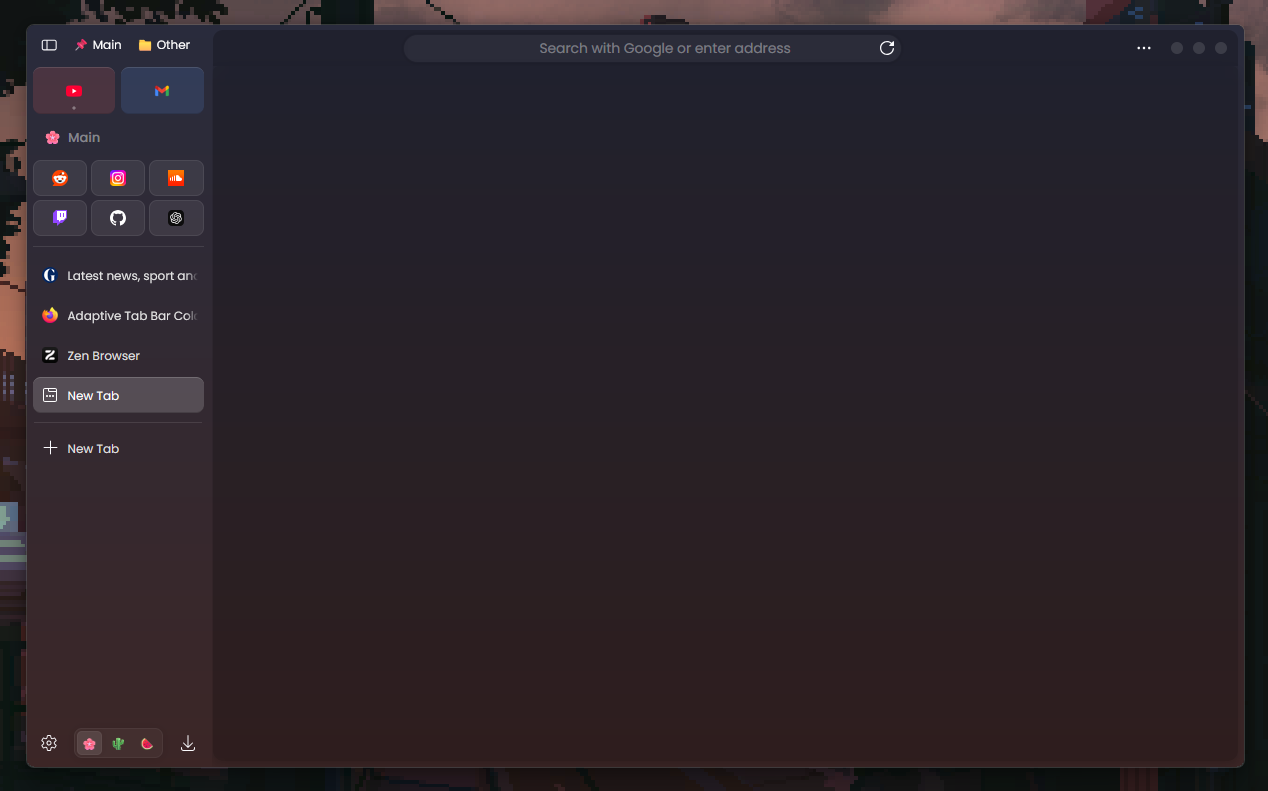 Main
Other
Search with Google or enter address
Main
Latest news, sport and
Adaptive Tab Bar Colo
Zen Browser
New Tab
New Tab